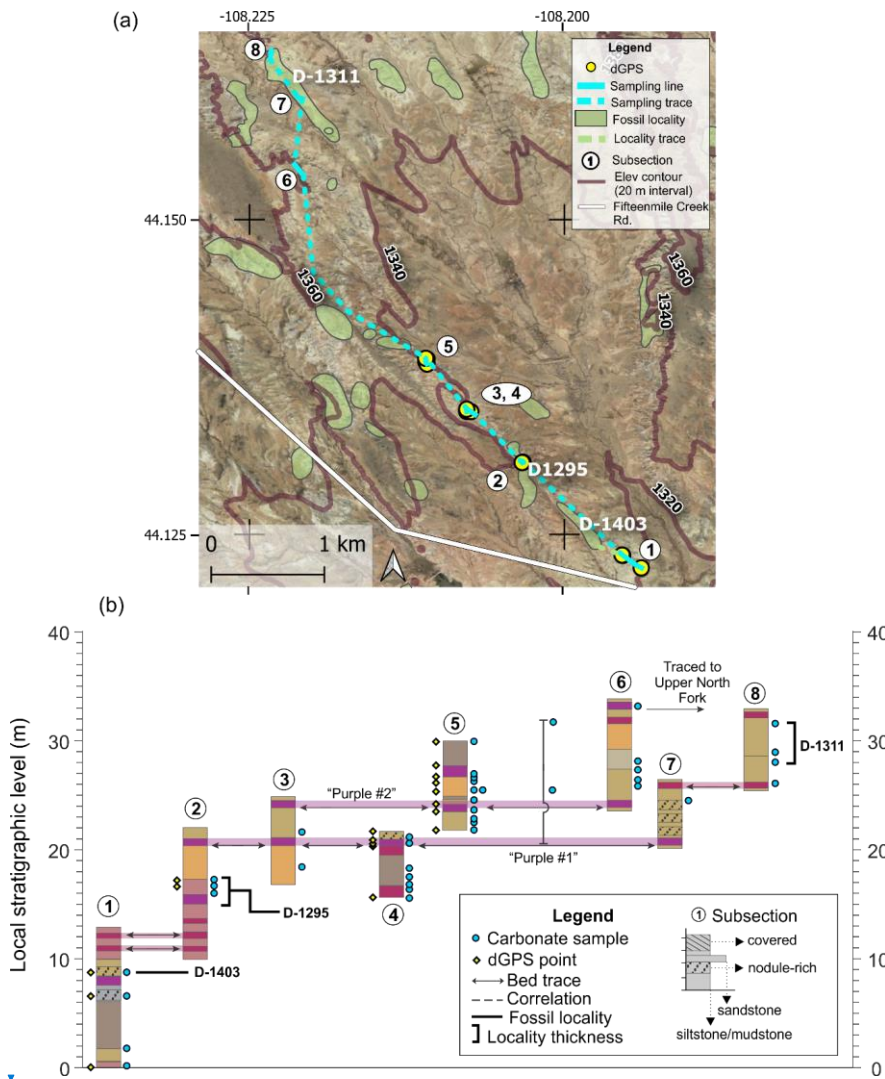 (a)
-108.225
-108.200
8
D-1311
7
6
44.150
1360
1340
5
3, 4
D1295
2
D-1403
1
44.125
1360
1340
1320
0
1 km
Legend
dGPS
Sampling line
Sampling trace
Fossil locality
Locality trace
1 Subsection
Elev contour
(20 m interval)
Fifteenmile Creek
Rd.
(b)
Local stratigraphic level (m)
40
30
20
10
0
40
30
20
10
0
1
2
3
4
5
6
7
8
Traced to
Upper North
Fork
D-1311
"Purple #2"
"Purple #1"
D-1295
D-1403
Legend
Carbonate sample
dGPS point
Bed trace
Correlation
Fossil locality
Locality thickness
1 Subsection
covered
nodule-rich
sandstone
siltstone/mudstone